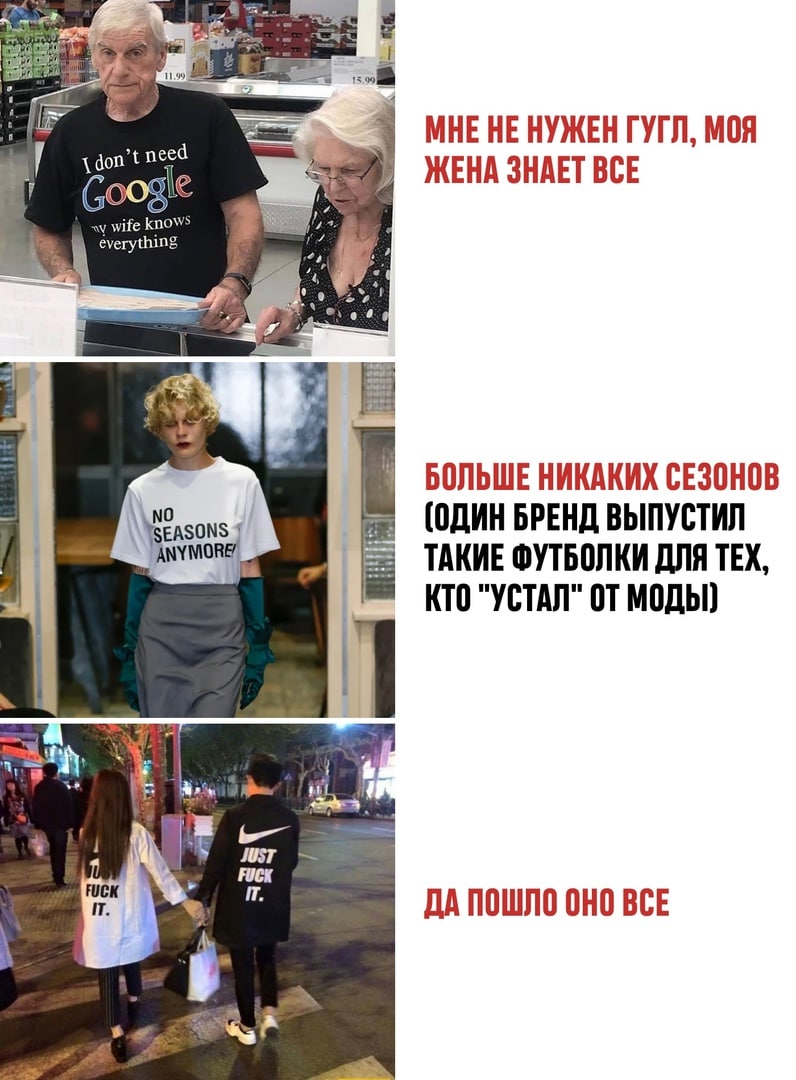 11.99
15.99
I don't need
Google
my wife knows
everything
МНЕ НЕ НУЖЕН ГУГЛ, МОЯ
ЖЕНА ЗНАЕТ ВСЕ
NO
SEASONS
ANYMORE!
БОЛЬШЕ НИКАКИХ СЕЗОНОВ
(ОДИН БРЕНД ВЫПУСТИЛ
ТАКИЕ ФУТБОЛКИ ДЛЯ ТЕХ,
КТО "УСТАЛ" ОТ МОДЫ)
JU
FUCK
IT.
JUST
FUCK
IT.
ДА ПОШЛО ОНО ВСЕ